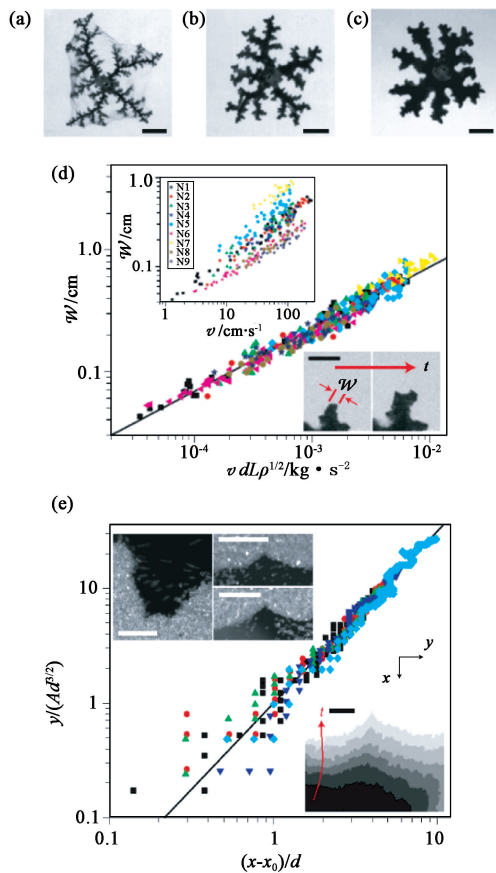 (a)
(b)
(c)
(d)
𝒲/cm
1.0
0.1
10⁻⁴
10⁻³
10⁻²
v dLρ^{1/2}/kg • s⁻²
N1
N2
N3
N4
N5
N6
N7
N8
N9
𝒲/cm
1.0
0.1
1
10
100
v/cm·s⁻¹
𝒲
t
(e)
y/(Ad^{3/2})
10
1
0.1
0.1
1
10
(x-x₀)/d
y
x
t